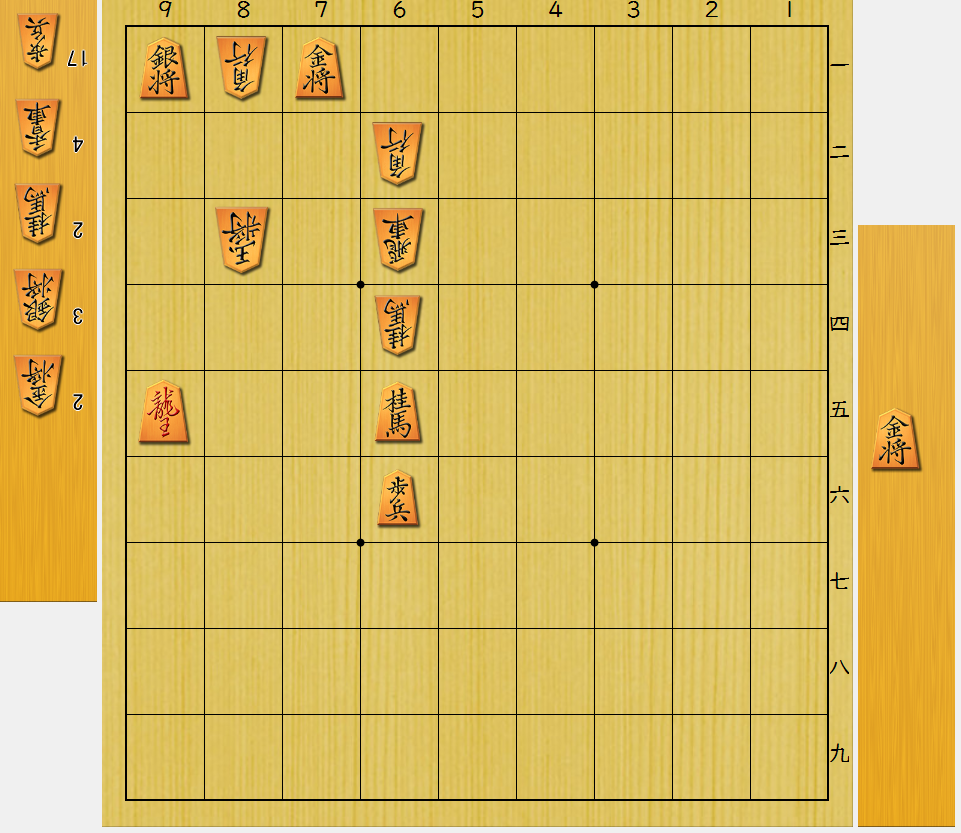 9 8 7 6 5 4 3 2 1
銀将 角行 金将 一
角行 二
玉将 飛車 三
桂馬 四
龍王 桂馬 五
歩兵 六
七
八
九
歩兵 17
香車 4
桂馬 2
銀将 3
金将 2
金将